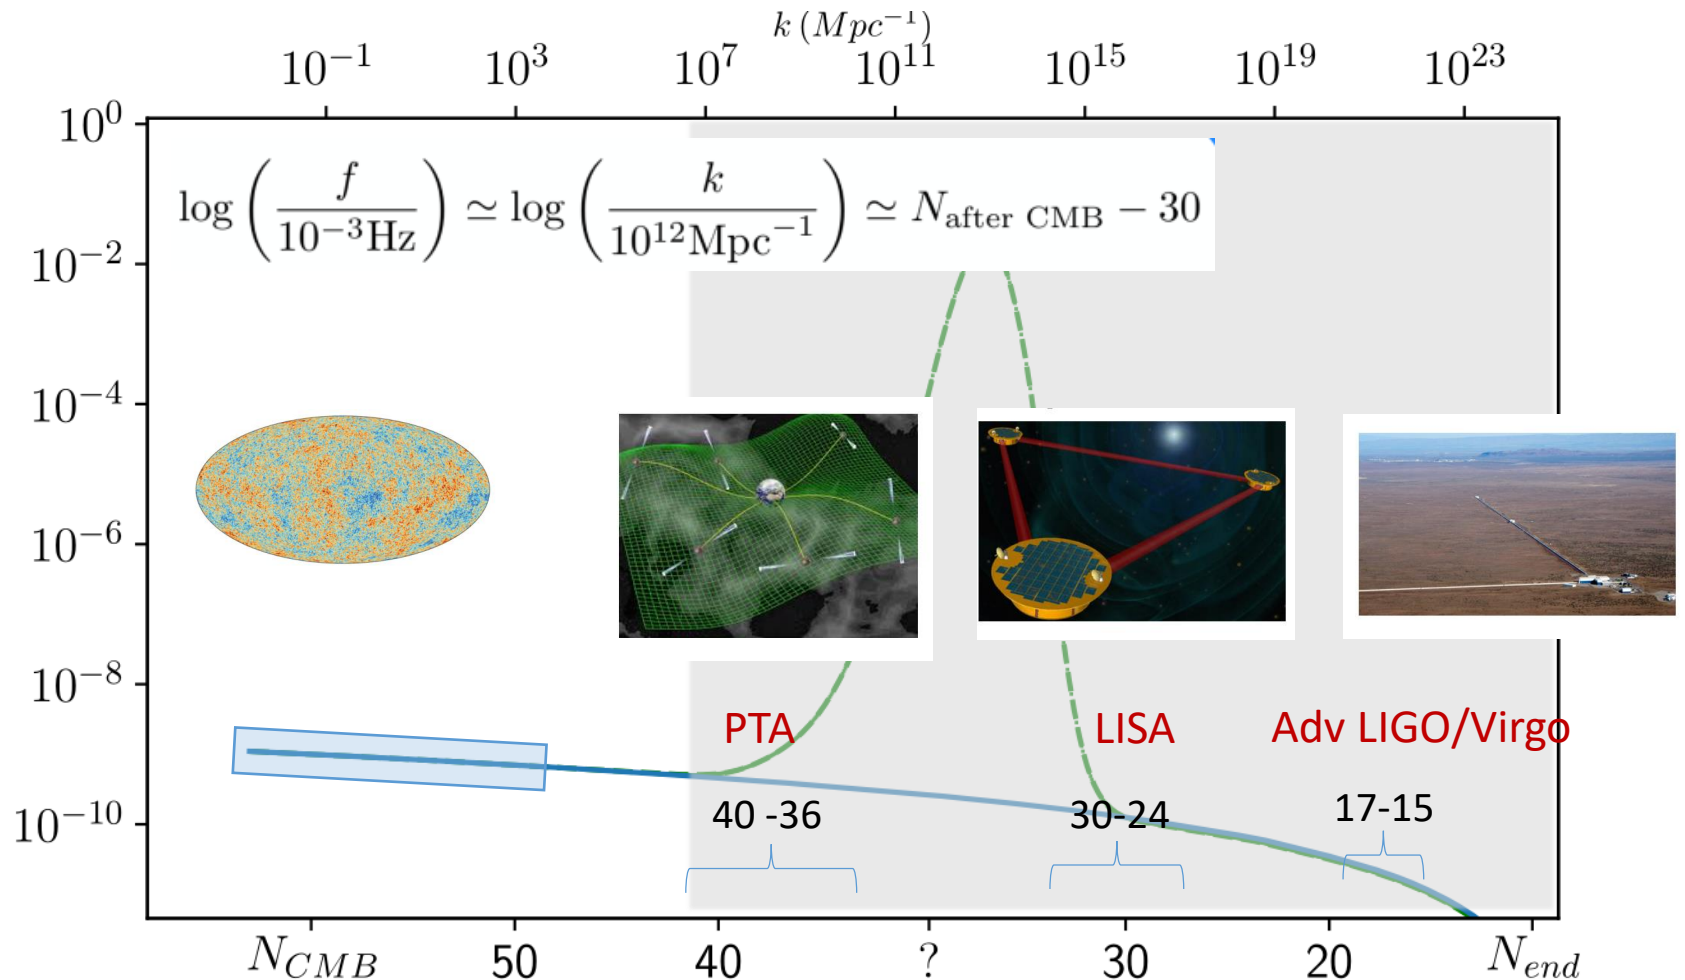 k (Mpc⁻¹)
10⁻¹ 10³ 10⁷ 10¹¹ 10¹⁵ 10¹⁹ 10²³
10⁰
log(f/10⁻³Hz) ≃ log(k/10¹²Mpc⁻¹) ≃ N_after CMB − 30
10⁻²
10⁻⁴
10⁻⁶
10⁻⁸
PTA LISA Adv LIGO/Virgo
10⁻¹⁰ 40 -36 30-24 17-15
N_CMB 50 40 ? 30 20 N_end